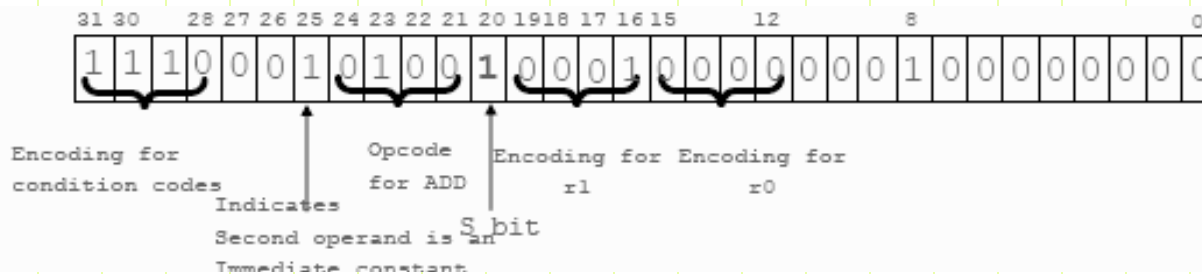 31 30 28 27 26 25 24 23 22 21 20 1918 17 16 15 12 8 0
1 1 1 0 0 0 1 0 1 0 0 1 0 0 0 1 0 0 0 0 0 0 0 1 0 0 0 0 0 0 0 0
Encoding for
condition codes
Indicates
Second operand is an
Immediate constant
Opcode
for ADD
S bit
Encoding for
r1
Encoding for
r0